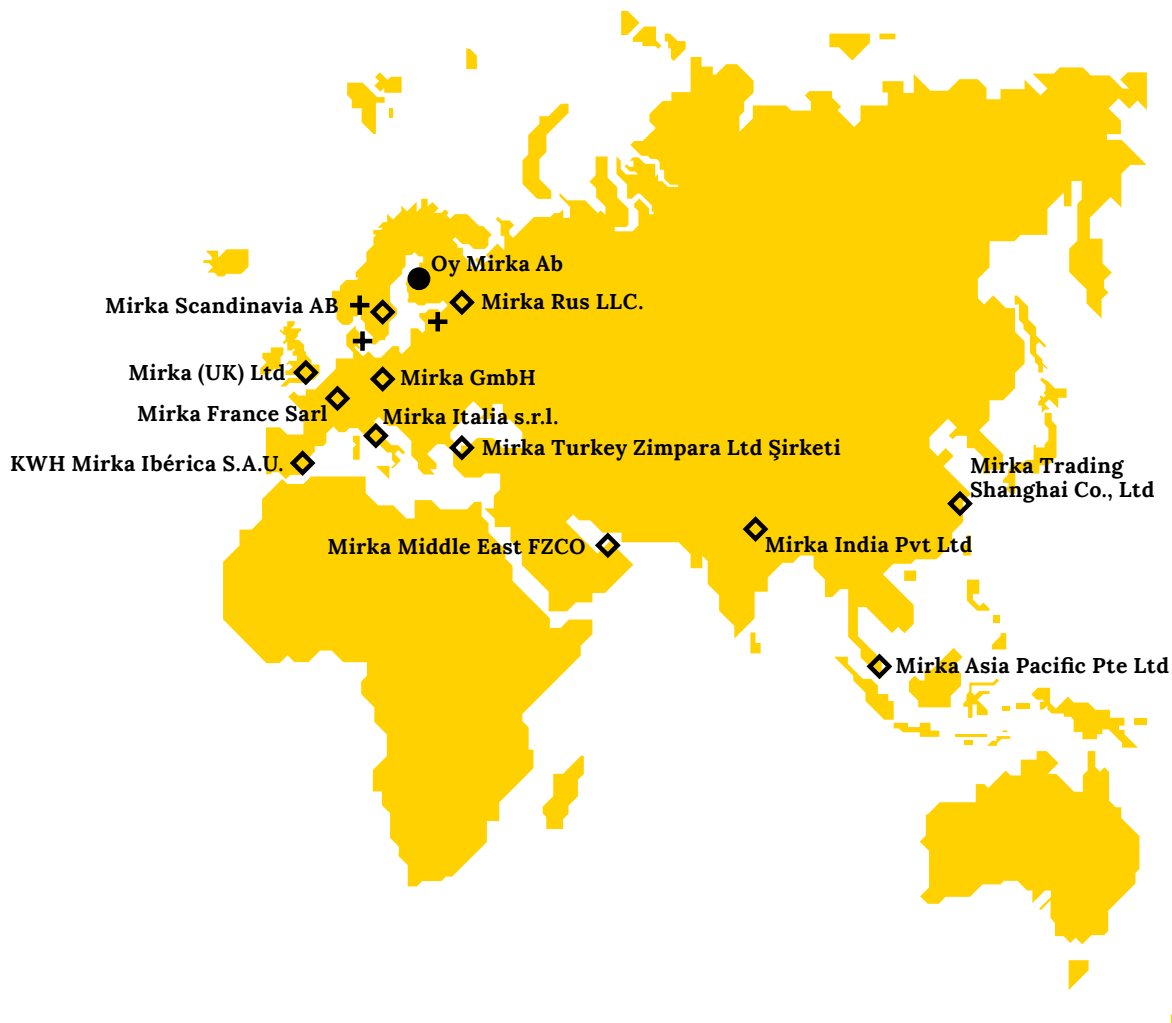 Oy Mirka Ab
Mirka Scandinavia AB
Mirka Rus LLC.
Mirka (UK) Ltd
Mirka GmbH
Mirka France Sarl
Mirka Italia s.r.l.
Mirka Turkey Zimpara Ltd Şirketi
KWH Mirka Ibérica S.A.U.
Mirka Trading
Shanghai Co., Ltd
Mirka Middle East FZCO
Mirka India Pvt Ltd
Mirka Asia Pacific Pte Ltd